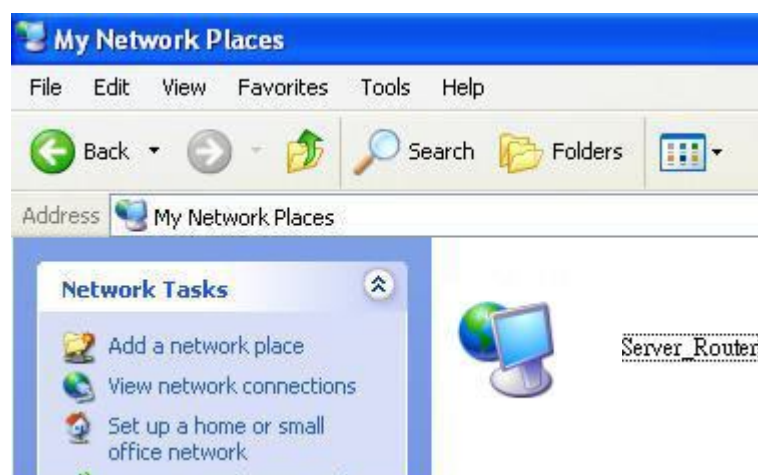 My Network Places
File Edit View Favorites Tools Help
Back Search Folders
Address My Network Places
Network Tasks
Add a network place
View network connections
Set up a home or small
office network
Server_Router